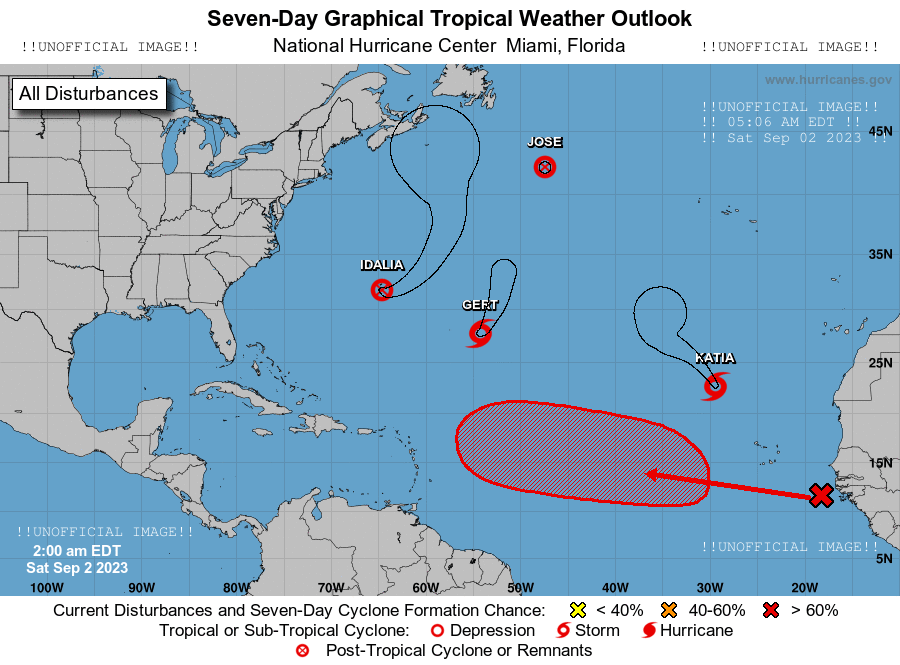 Seven-Day Graphical Tropical Weather Outlook
!!UNOFFICIAL IMAGE!!
National Hurricane Center Miami, Florida
!!UNOFFICIAL IMAGE!!
www.hurricanes.gov
All Disturbances
!!UNOFFICIAL IMAGE!!
!! 05:06 AM EDT !!
!! Sat Sep 02 2023 !!
45N
JOSE
35N
IDALIA
GERT
KATIA
25N
15N
!!UNOFFICIAL IMAGE!!
2:00 am EDT
Sat Sep 2 2023
!!UNOFFICIAL IMAGE!!
5N
100W 90W 80W 70W 60W 50W 40W 30W 20W
Current Disturbances and Seven-Day Cyclone Formation Chance: < 40% 40-60% > 60%
Tropical or Sub-Tropical Cyclone: Depression Storm Hurricane
Post-Tropical Cyclone or Remnants